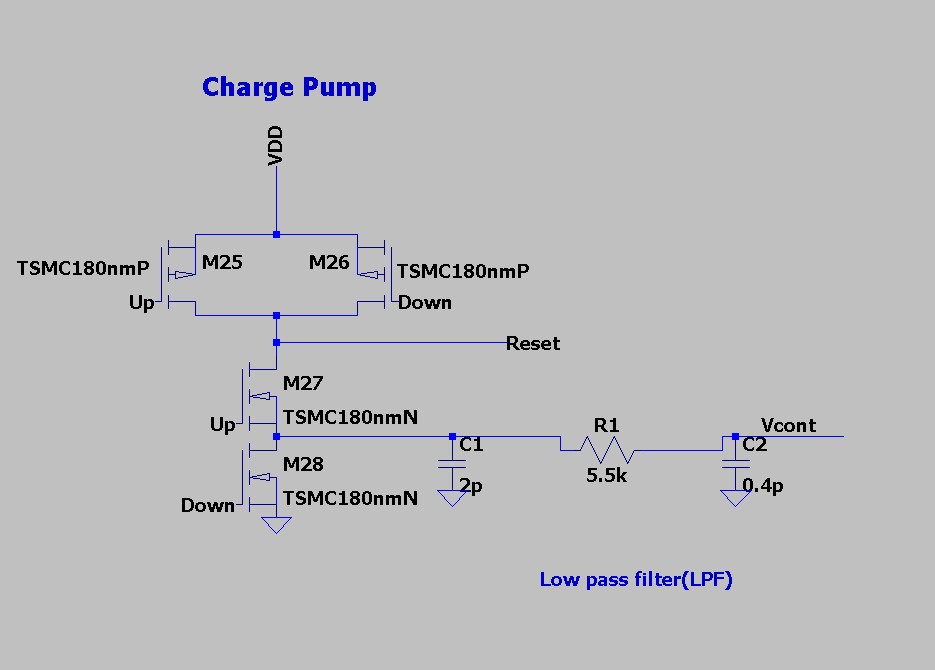 Charge Pump
VDD
TSMC180nmP
M25
M26
TSMC180nmP
Up
Down
Reset
M27
Up
TSMC180nmN
M28
Down
TSMC180nmN
C1
2p
R1
5.5k
Vcont
C2
0.4p
Low pass filter(LPF)